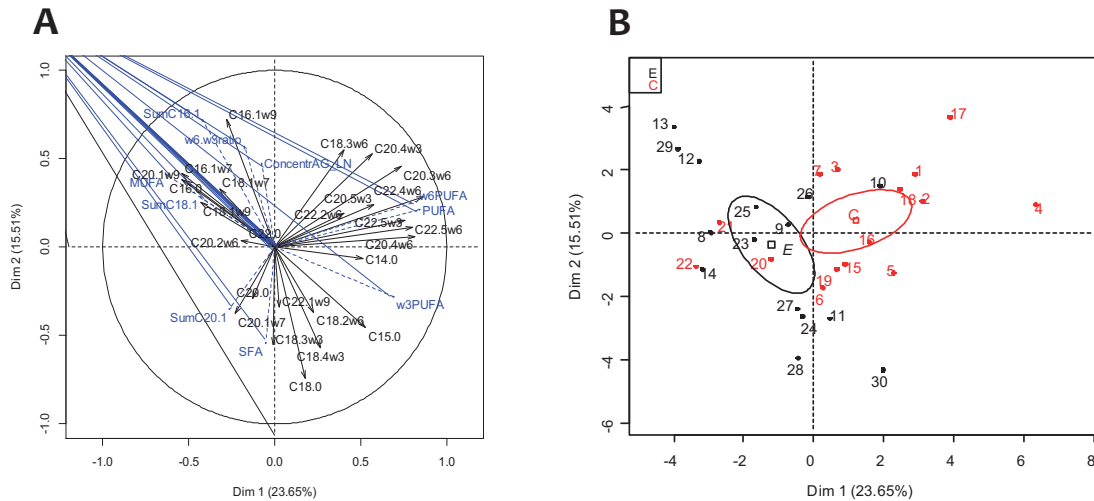 A
B
1.0
0.5
0.0
-0.5
-1.0
Dim 2 (15.51%)
-1.0
-0.5
0.0
0.5
1.0
Dim 1 (23.65%)
SumC16.1
C16.1w9
w6.w3ratio
C18.3w6
C20.4w3
ConcentrAG_LN
C20.1w9
C16.1w7
MUFA
C16.0
C18.1w7
C20.3w6
C22.4w6
w6PUFA
C20.5w3
PUFA
SumC18.1
C18.1w9
C22.2w6
C22.5w3
C22.5w6
C20.2w6
C20.4w6
C14.0
w3PUFA
C20.0
C22.1w9
SumC20.1
C20.1w7
C18.2w6
C15.0
SFA
C18.3w3
C18.4w3
C18.0
E
C
4
2
0
-2
-4
-6
Dim 2 (15.51%)
-4
-2
0
2
4
6
8
Dim 1 (23.65%)
17
13
29
12
7
3
1
10
26
18
2
4
25
C
21
9
8
23
E
16
20
22
14
19
15
5
6
27
24
11
28
30